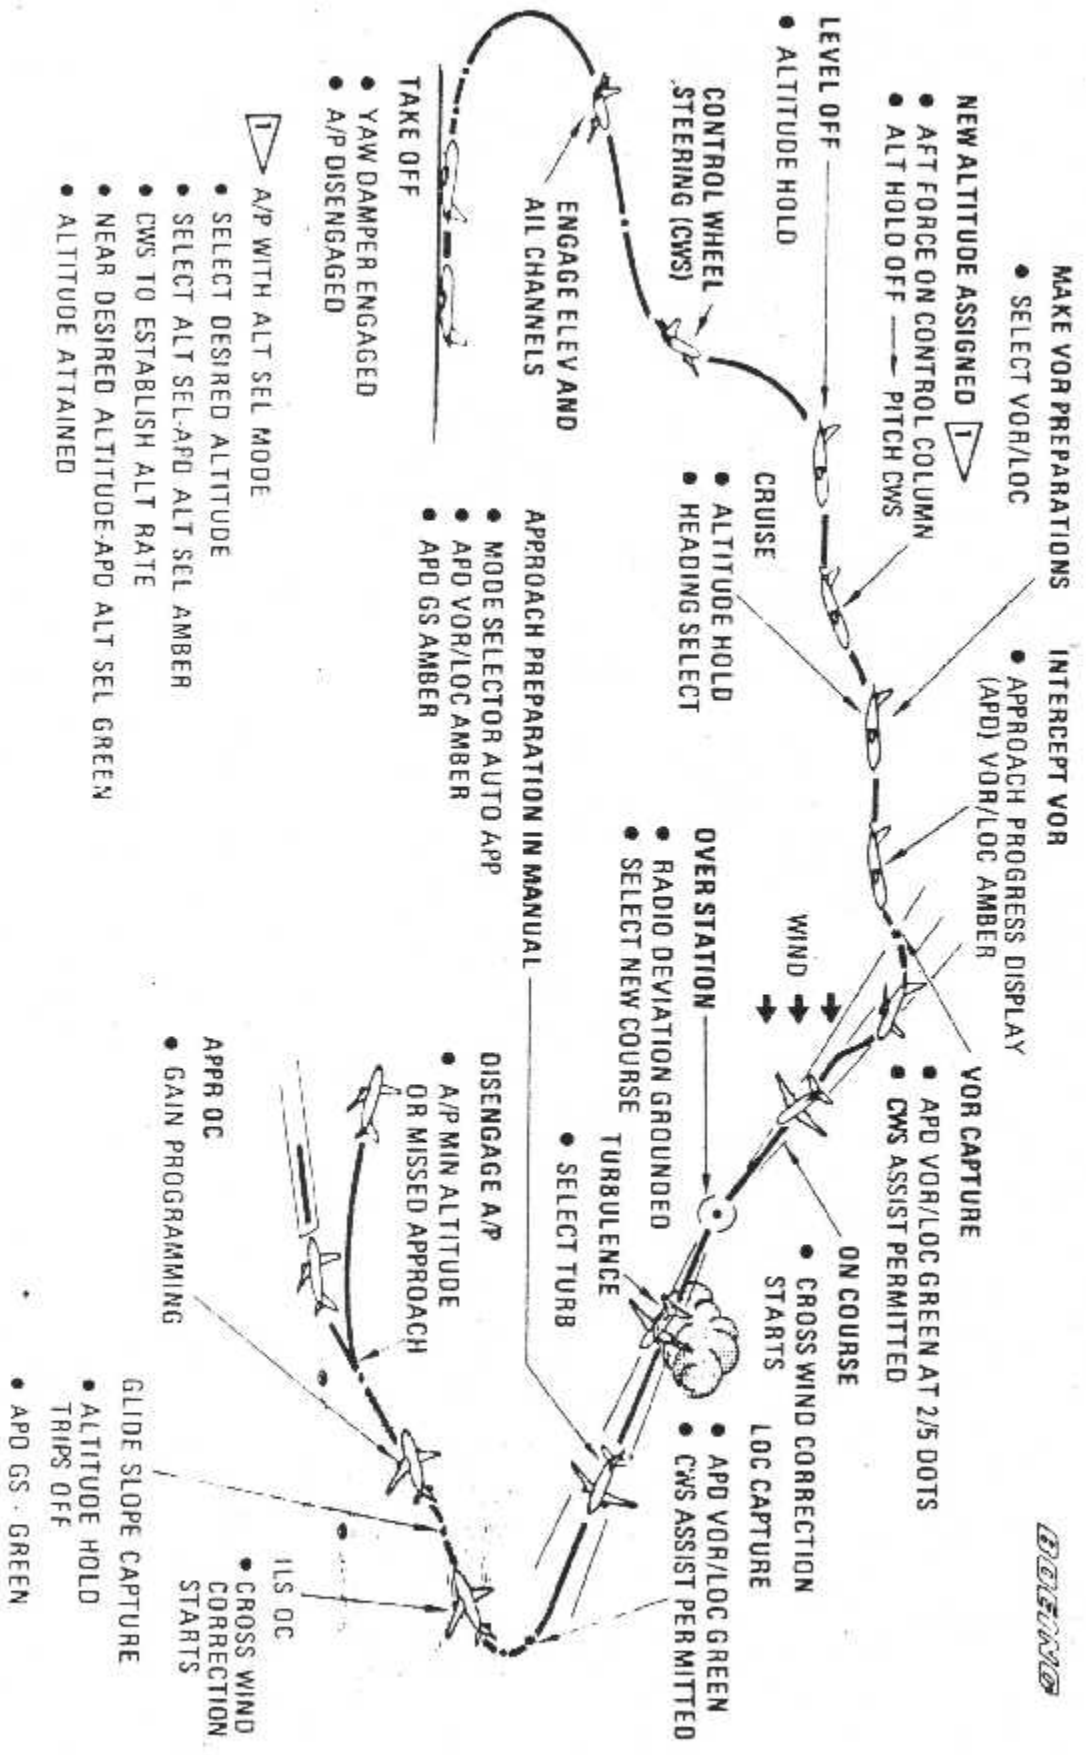 BOEING
MAKE VOR PREPARATIONS
• SELECT VOR/LOC
INTERCEPT VOR
• APPROACH PROGRESS DISPLAY
(APD) VOR/LOC AMBER
NEW ALTITUDE ASSIGNED 1
• AFT FORCE ON CONTROL COLUMN
• ALT HOLD OFF — PITCH CWS
VOR CAPTURE
• APD VOR/LOC GREEN AT 2/5 DOTS
• CWS ASSIST PERMITTED
LEVEL OFF
• ALTITUDE HOLD
WIND
ON COURSE
• CROSS WIND CORRECTION
STARTS
CONTROL WHEEL
STEERING (CWS)
CRUISE
• ALTITUDE HOLD
• HEADING SELECT
OVER STATION
• RADIO DEVIATION GROUNDED
• SELECT NEW COURSE
LOC CAPTURE
• APD VOR/LOC GREEN
• CWS ASSIST PERMITTED
TURBULENCE
• SELECT TURB
ENGAGE ELEV AND
AIL CHANNELS
APPROACH PREPARATION IN MANUAL
• MODE SELECTOR AUTO APP
• APD VOR/LOC AMBER
• APD GS AMBER
TAKE OFF
• YAW DAMPER ENGAGED
• A/P DISENGAGED
DISENGAGE A/P
• A/P MIN ALTITUDE
OR MISSED APPROACH
1 A/P WITH ALT SEL MODE
• SELECT DESIRED ALTITUDE
• SELECT ALT SEL-APD ALT SEL AMBER
• CWS TO ESTABLISH ALT RATE
• NEAR DESIRED ALTITUDE-APD ALT SEL GREEN
• ALTITUDE ATTAINED
APPR OC
• GAIN PROGRAMMING
ILS OC
• CROSS WIND
CORRECTION
STARTS
GLIDE SLOPE CAPTURE
• ALTITUDE HOLD
TRIPS OFF
• APD GS - GREEN